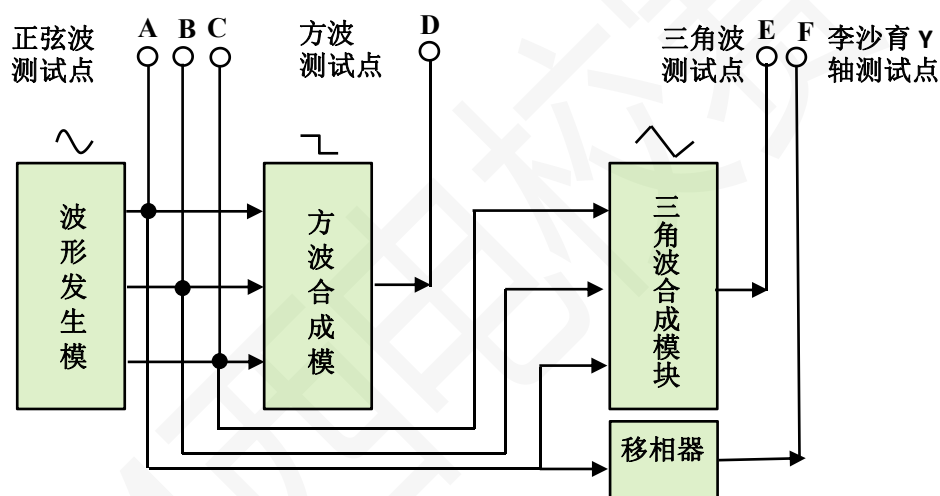 正弦波
测试点
A B C
方波
测试点
D
三角波
测试点
E F
李沙育 Y
轴测试点
波形发生模
方波合成模
三角波合成模块
移相器